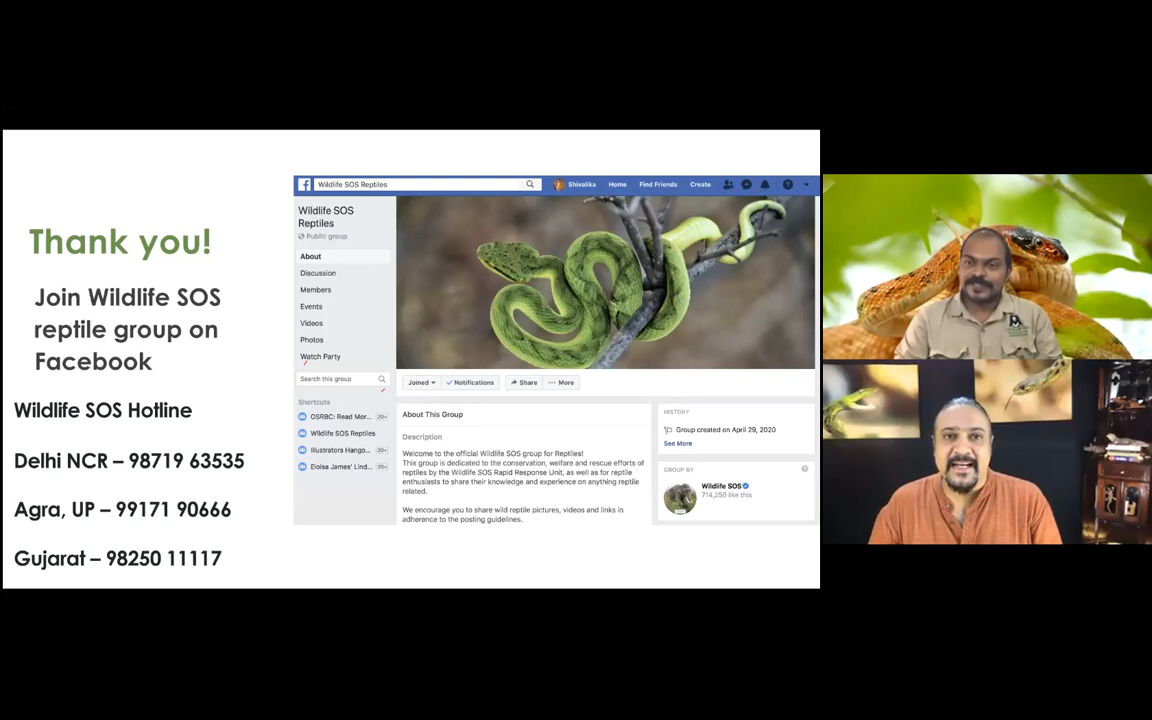 Thank you!
Join Wildlife SOS
reptile group on
Facebook
Wildlife SOS Hotline
Delhi NCR – 98719 63535
Agra, UP – 99171 90666
Gujarat – 98250 11117
Wildlife SOS Reptiles
Shivalika
Home
Find Friends
Create
Wildlife SOS
Reptiles
Public group
About
Discussion
Members
Events
Videos
Photos
Watch Party
Search this group
Shortcuts
OSRBC: Read Mor... 20+
Wildlife SOS Reptiles
Illustrators Hango... 20+
Eloisa James' Lind... 20+
Joined
Notifications
Share
More
About This Group
Description
Welcome to the official Wildlife SOS group for Reptiles!
This group is dedicated to the conservation, welfare and rescue efforts of
reptiles by the Wildlife SOS Rapid Response Unit, as well as for reptile
enthusiasts to share their knowledge and experience on anything reptile
related.
We encourage you to share wild reptile pictures, videos and links in
adherence to the posting guidelines.
HISTORY
Group created on April 29, 2020
See More
GROUP BY
Wildlife SOS
714,250 like this